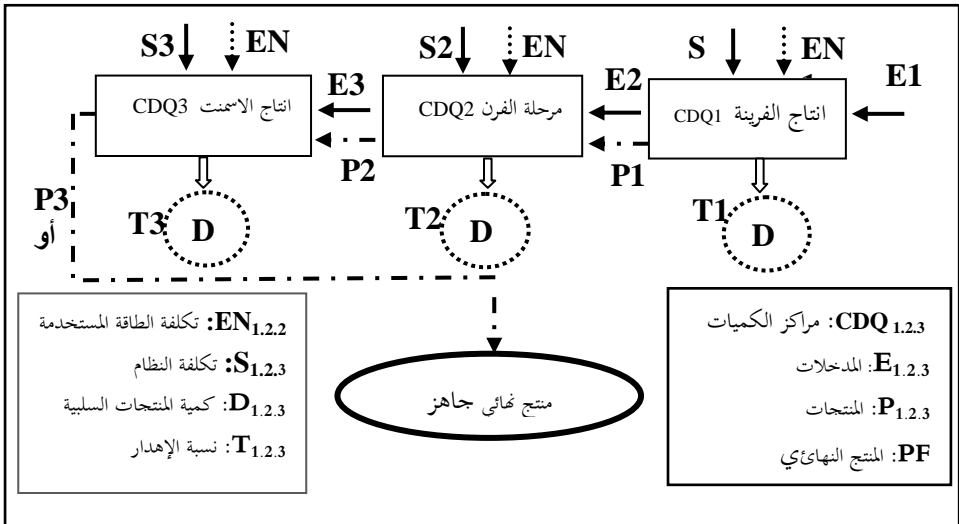 S3
EN
S2
EN
S
EN
E1
انتاج الفرينة CDQ1
E2
مرحلة الفرن CDQ2
E3
انتاج الاسمنت CDQ3
P1
P2
P3
أو
T1
D
T2
D
T3
D
CDQ1.2.3: مراكز الكميات
E1.2.3: المدخلات
P1.2.3: المنتجات
PF: المنتج النهائي
EN1.2.2: تكلفة الطاقة المستخدمة
S1.2.3: تكلفة النظام
D1.2.3: كمية المنتجات السلبية
T1.2.3: نسبة الإهدار
منتج نهائى جاهز